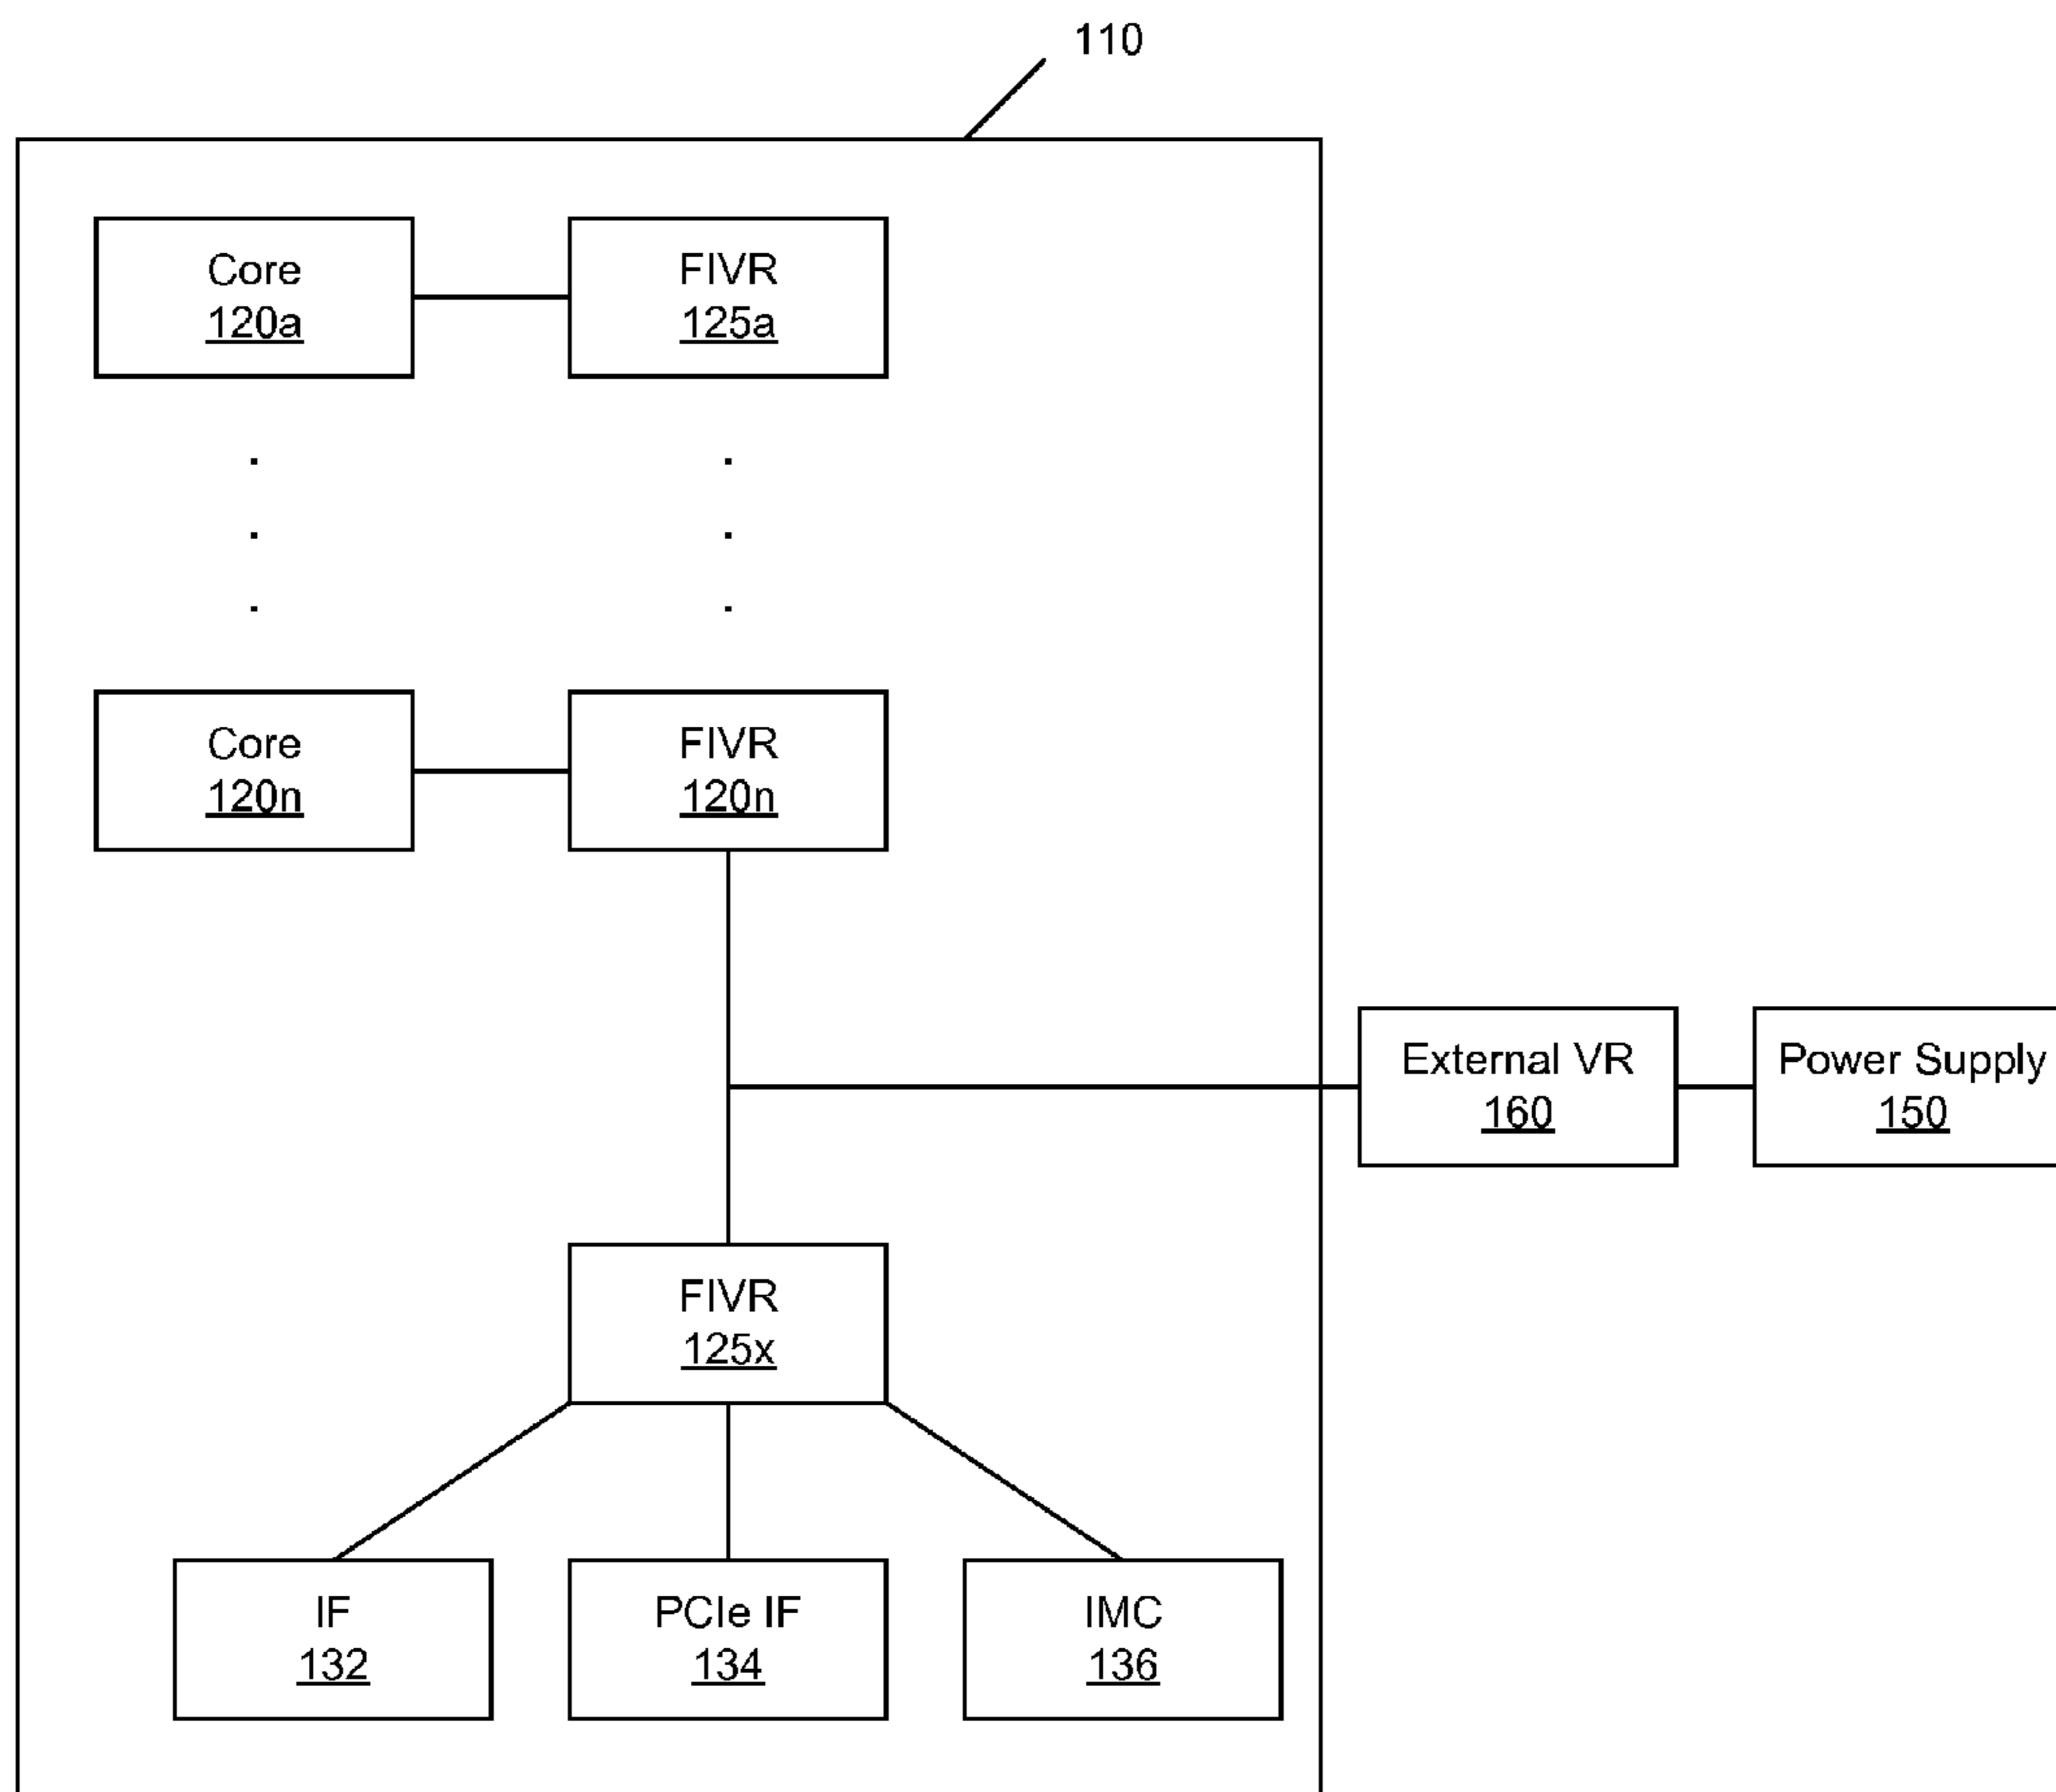 110
Core
120a
FIVR
125a
Core
120n
FIVR
120n
External VR
160
Power Supply
150
FIVR
125x
IF
132
PCIe IF
134
IMC
136